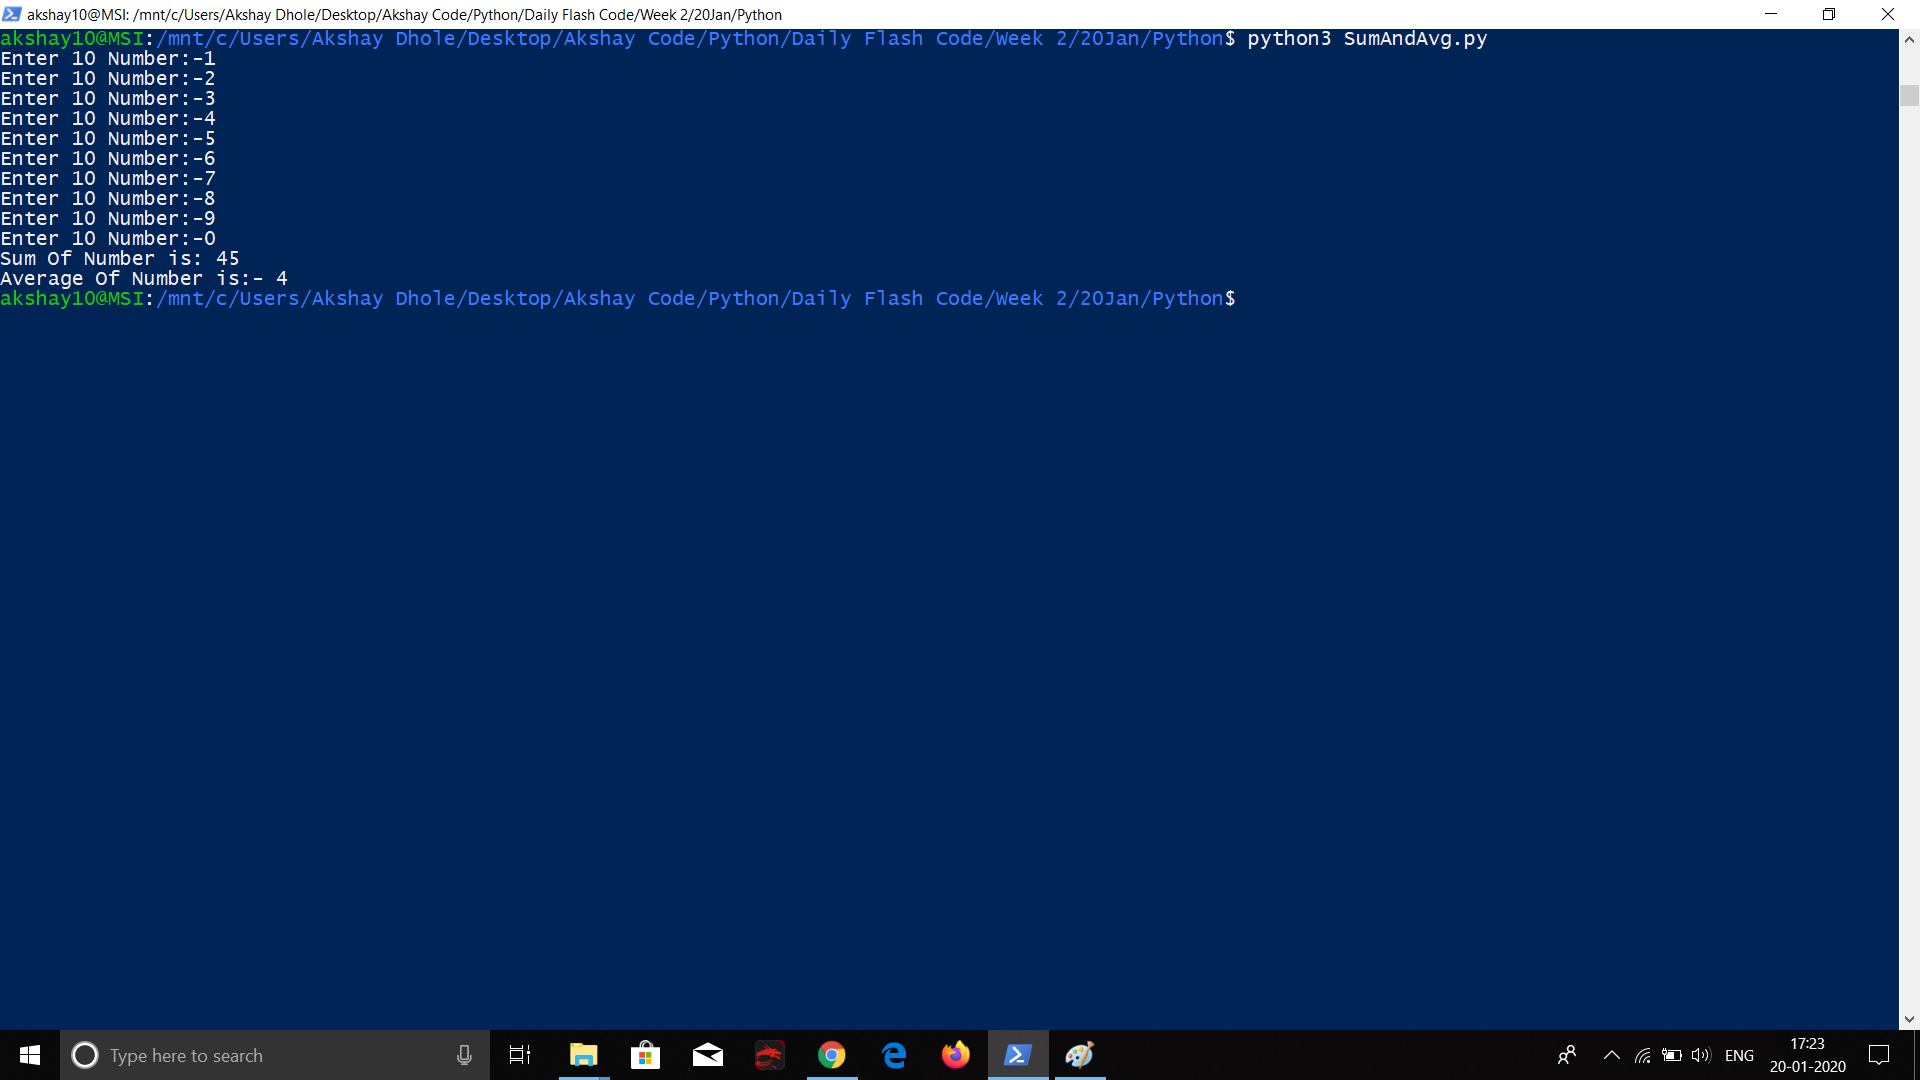 akshay10@MSI: /mnt/c/Users/Akshay Dhole/Desktop/Akshay Code/Python/Daily Flash Code/Week 2/20Jan/Python
akshay10@MSI:/mnt/c/Users/Akshay Dhole/Desktop/Akshay Code/Python/Daily Flash Code/Week 2/20Jan/Python$ python3 SumAndAvg.py
Enter 10 Number:-1
Enter 10 Number:-2
Enter 10 Number:-3
Enter 10 Number:-4
Enter 10 Number:-5
Enter 10 Number:-6
Enter 10 Number:-7
Enter 10 Number:-8
Enter 10 Number:-9
Enter 10 Number:-0
Sum Of Number is: 45
Average Of Number is:- 4
akshay10@MSI:/mnt/c/Users/Akshay Dhole/Desktop/Akshay Code/Python/Daily Flash Code/Week 2/20Jan/Python$
Type here to search
ENG
17:23
20-01-2020